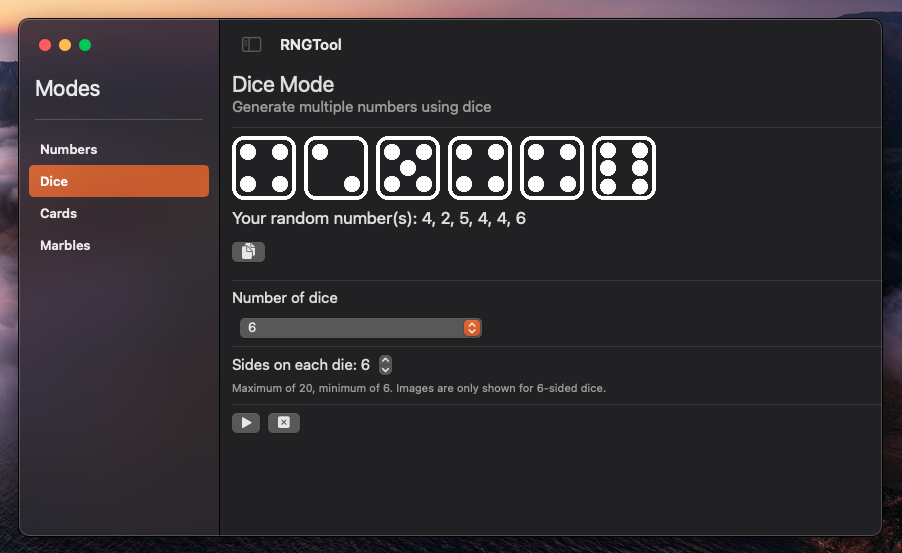 RNGTool
Modes
Numbers
Dice
Cards
Marbles
Dice Mode
Generate multiple numbers using dice
Your random number(s): 4, 2, 5, 4, 4, 6
Number of dice
6
Sides on each die: 6
Maximum of 20, minimum of 6. Images are only shown for 6-sided dice.